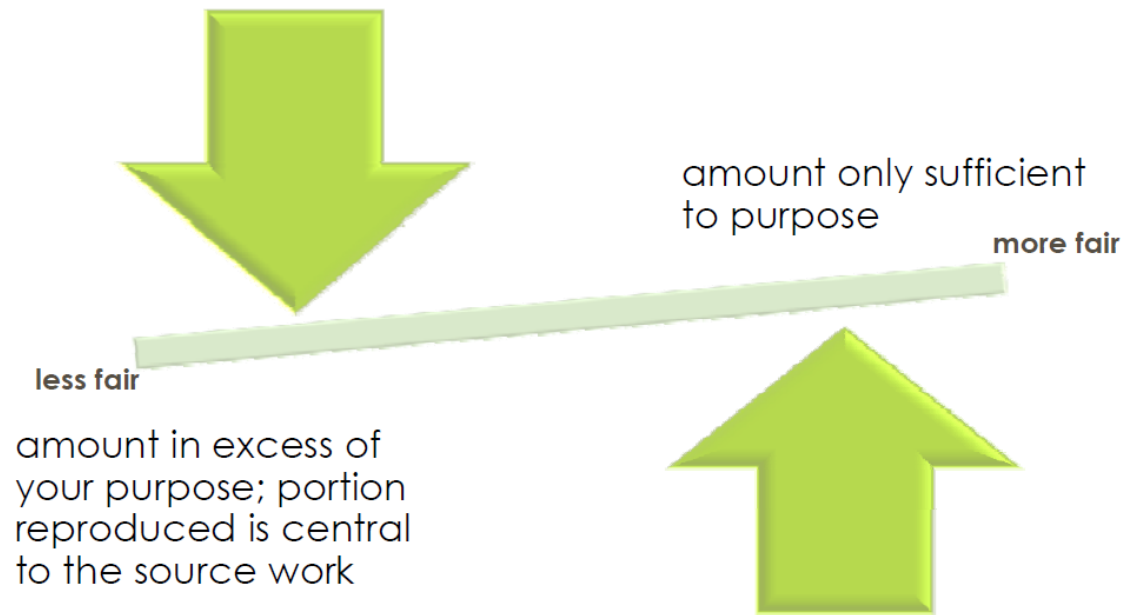 amount only sufficient
to purpose
more fair
less fair
amount in excess of
your purpose; portion
reproduced is central
to the source work